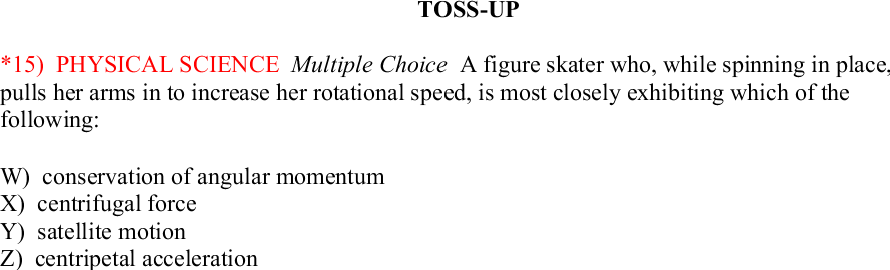 TOSS-UP
*15) PHYSICAL SCIENCE Multiple Choice A figure skater who, while spinning in place,
pulls her arms in to increase her rotational speed, is most closely exhibiting which of the
following:
W) conservation of angular momentum
X) centrifugal force
Y) satellite motion
Z) centripetal acceleration